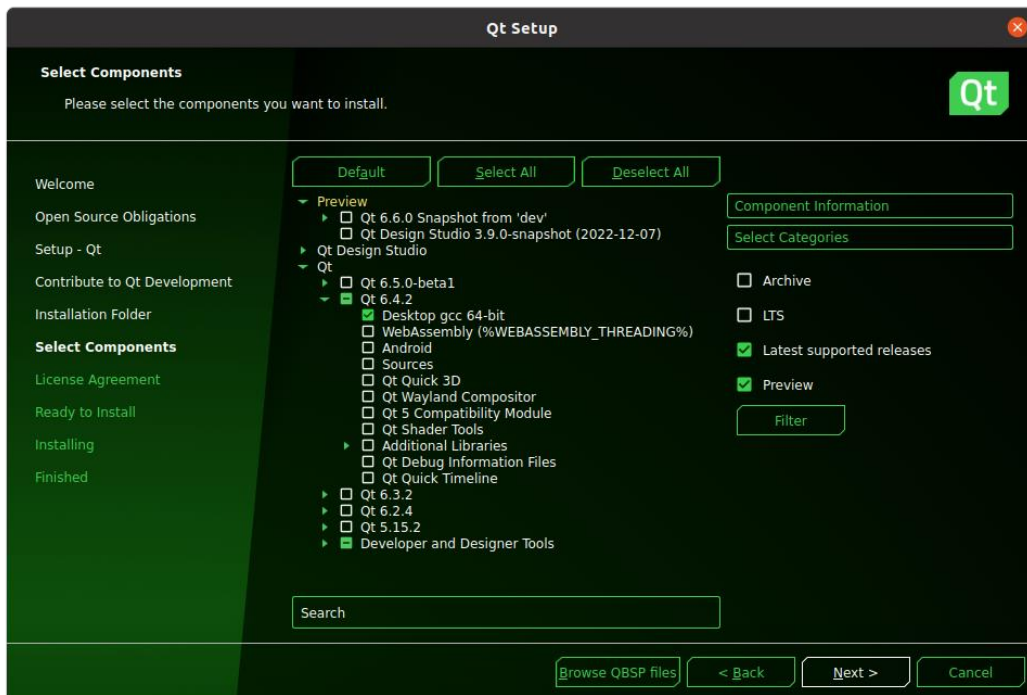 Qt Setup
Select Components
Please select the components you want to install.
Qt
Welcome
Open Source Obligations
Setup - Qt
Contribute to Qt Development
Installation Folder
Select Components
License Agreement
Ready to Install
Installing
Finished
Default
Select All
Deselect All
Preview
Qt 6.6.0 Snapshot from 'dev'
Qt Design Studio 3.9.0-snapshot (2022-12-07)
Qt Design Studio
Qt
Qt 6.5.0-beta1
Qt 6.4.2
Desktop gcc 64-bit
WebAssembly (%WEBASSEMBLY_THREADING%)
Android
Sources
Qt Quick 3D
Qt Wayland Compositor
Qt 5 Compatibility Module
Qt Shader Tools
Additional Libraries
Qt Debug Information Files
Qt Quick Timeline
Qt 6.3.2
Qt 6.2.4
Qt 5.15.2
Developer and Designer Tools
Search
Component Information
Select Categories
Archive
LTS
Latest supported releases
Preview
Filter
Browse QBSP files
< Back
Next >
Cancel